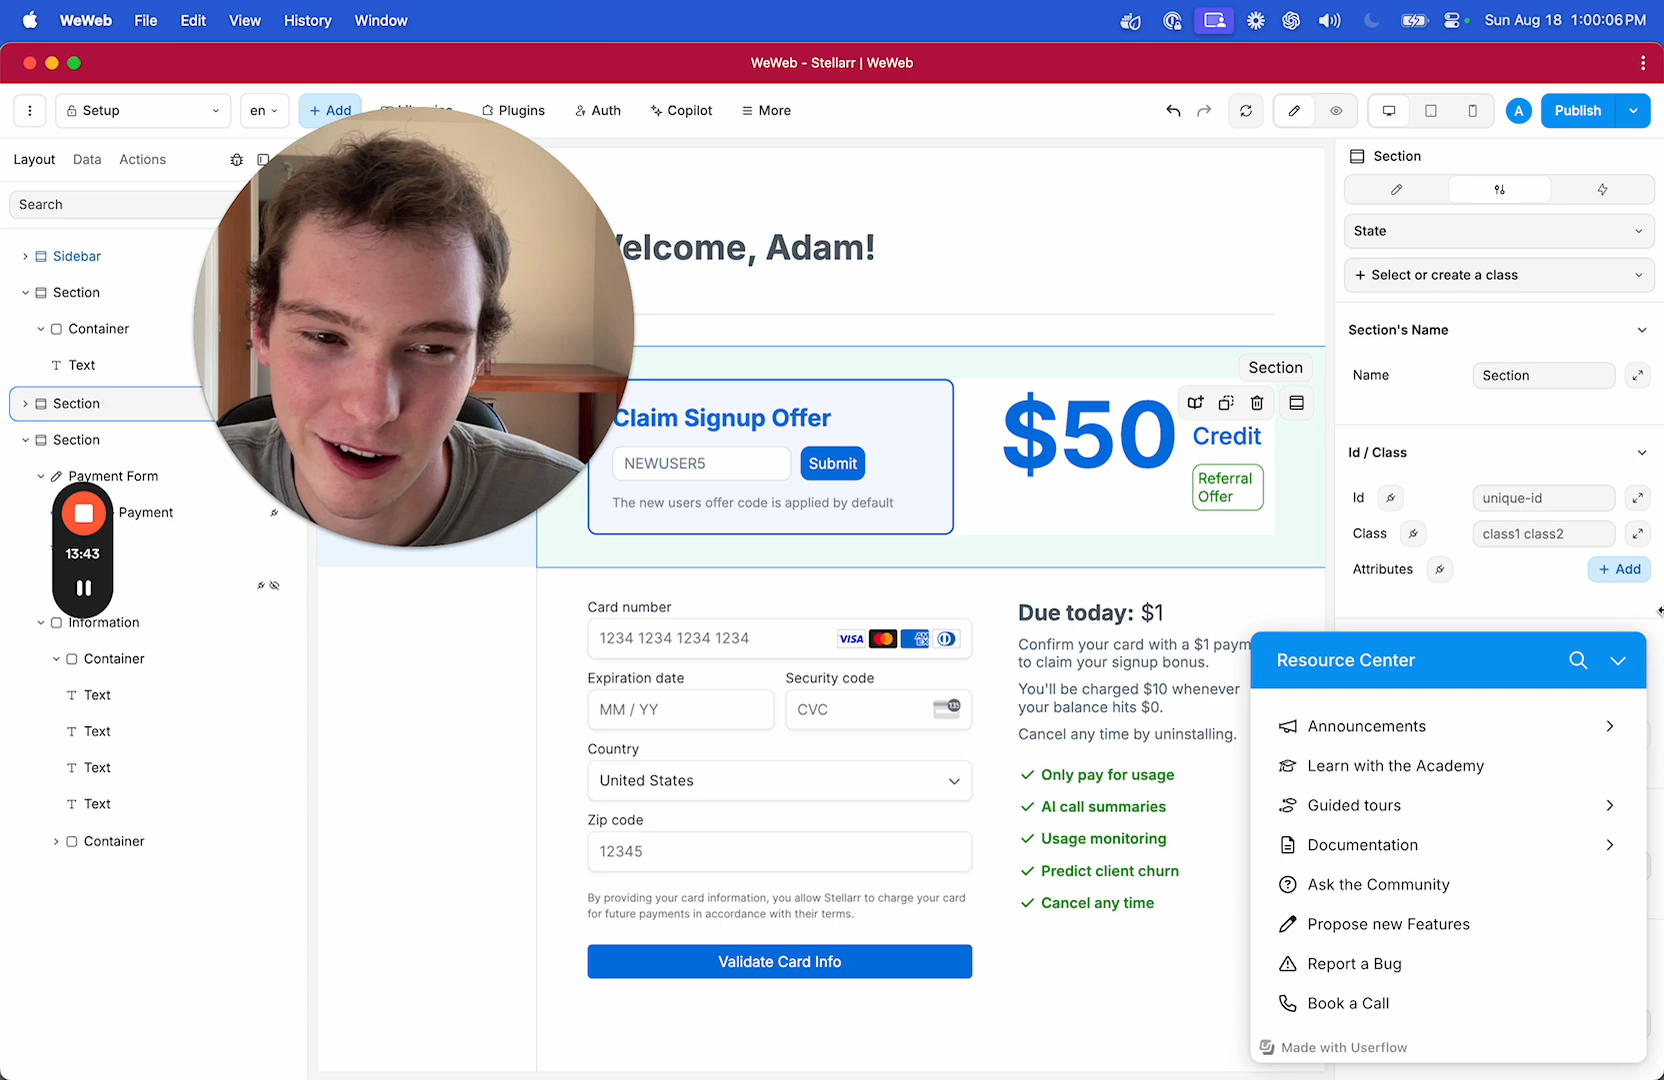 WeWeb File Edit View History Window
Sun Aug 18 1:00:06 PM
WeWeb - Stellarr | WeWeb
Setup
en
+ Add
Plugins
Auth
Copilot
More
A
Publish
Layout Data Actions
Search
Sidebar
Section
Container
Text
Section
Section
Payment Form
Payment
13:43
Information
Container
Text
Text
Text
Text
Container
elcome, Adam!
Section
Claim Signup Offer
NEWUSER5
Submit
The new users offer code is applied by default
$50
Credit
Referral
Offer
Card number
1234 1234 1234 1234
VISA
AM
EX
Expiration date
MM / YY
Security code
CVC
135
Country
United States
Zip code
12345
By providing your card information, you allow Stellarr to charge your card
for future payments in accordance with their terms.
Validate Card Info
Due today: $1
Confirm your card with a $1 paym
to claim your signup bonus.
You'll be charged $10 whenever
your balance hits $0.
Cancel any time by uninstalling.
Only pay for usage
AI call summaries
Usage monitoring
Predict client churn
Cancel any time
Section
State
+ Select or create a class
Section's Name
Name
Section
Id / Class
Id
unique-id
Class
class1 class2
Attributes
+ Add
Resource Center
Announcements
Learn with the Academy
Guided tours
Documentation
Ask the Community
Propose new Features
Report a Bug
Book a Call
Made with Userflow